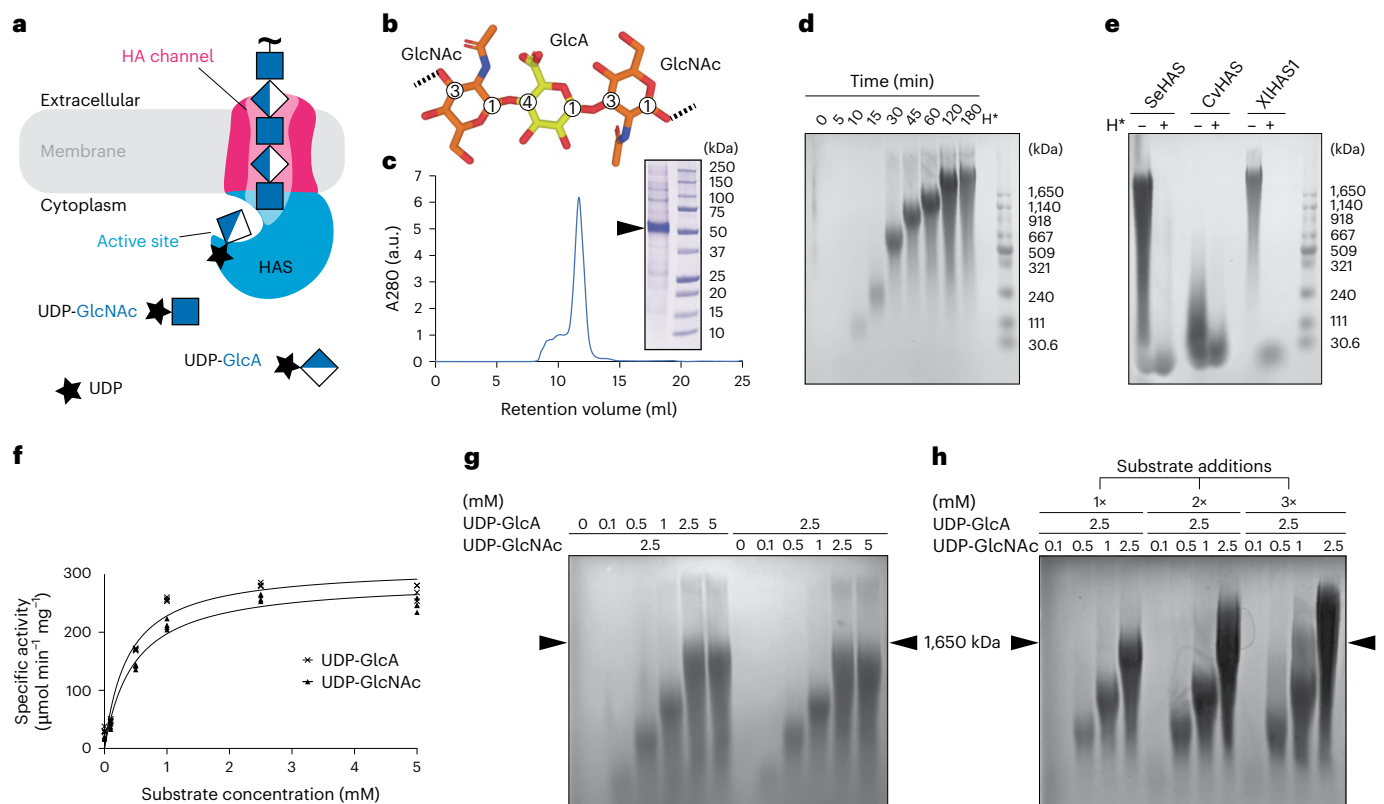 a
HA channel
Extracellular
Membrane
Cytoplasm
Active site
HAS
UDP-GlcNAc
UDP-GlcA
UDP
b
GlcNAc
GlcA
GlcNAc
3
1
4
1
3
1
c
A280 (a.u.)
7
6
5
4
3
2
1
0
0 5 10 15 20 25
Retention volume (ml)
(kDa)
250
150
100
75
50
37
25
20
15
10
d
Time (min)
0 5 10 15 30 45 60 120 180 H*
(kDa)
1,650
1,140
918
667
509
321
240
111
30.6
e
SeHAS CvHAS XlHAS1
H* – + – + – +
(kDa)
1,650
1,140
918
667
509
321
240
111
30.6
f
Specific activity
(µmol min⁻¹ mg⁻¹)
300
200
100
0
0 1 2 3 4 5
Substrate concentration (mM)
UDP-GlcA
UDP-GlcNAc
g
(mM)
UDP-GlcA 0 0.1 0.5 1 2.5 5 2.5
UDP-GlcNAc 2.5 0 0.1 0.5 1 2.5 5
1,650 kDa
h
Substrate additions
(mM) 1× 2× 3×
UDP-GlcA 2.5 2.5 2.5
UDP-GlcNAc 0.1 0.5 1 2.5 0.1 0.5 1 2.5 0.1 0.5 1 2.5